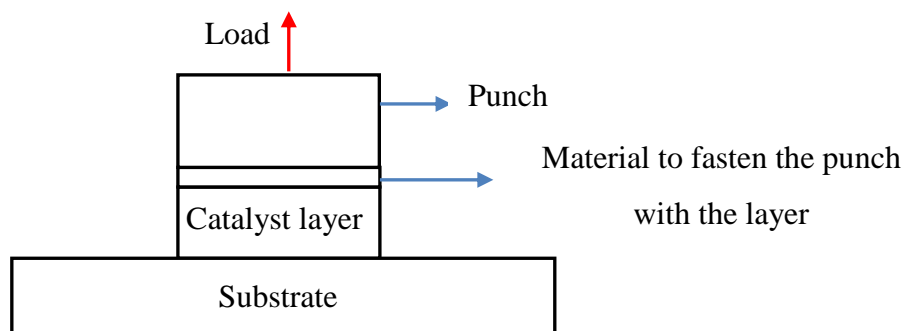 Load
Punch
Material to fasten the punch
with the layer
Catalyst layer
Substrate